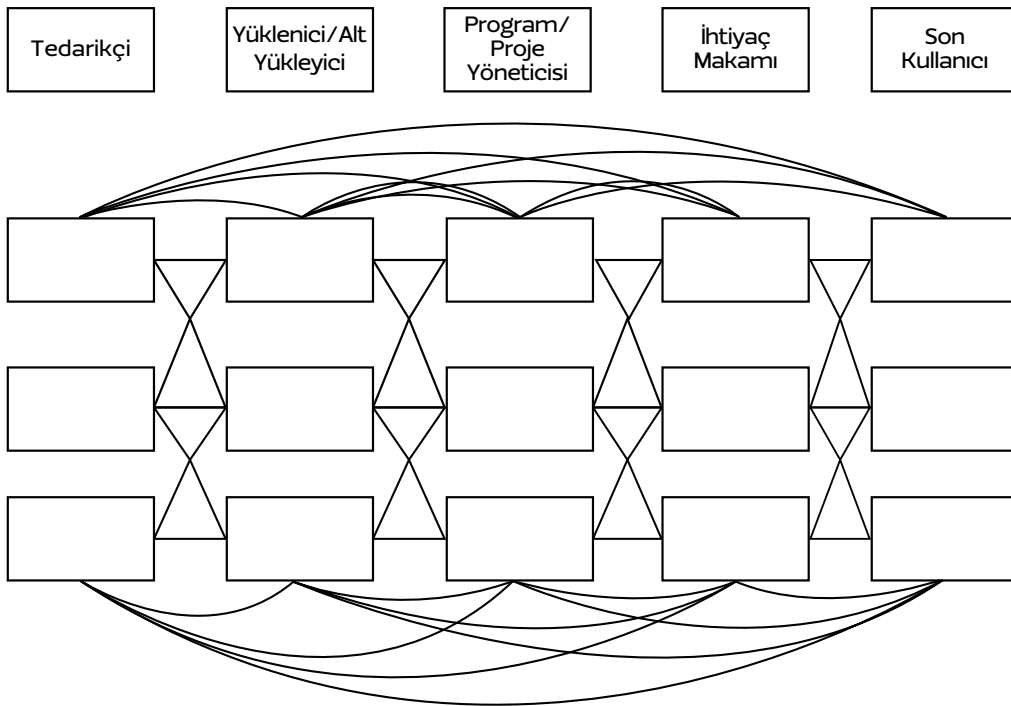 Tedarikçi
Yüklenici/Alt
Yükleyici
Program/
Proje
Yöneticisi
İhtiyaç
Makamı
Son
Kullanıcı